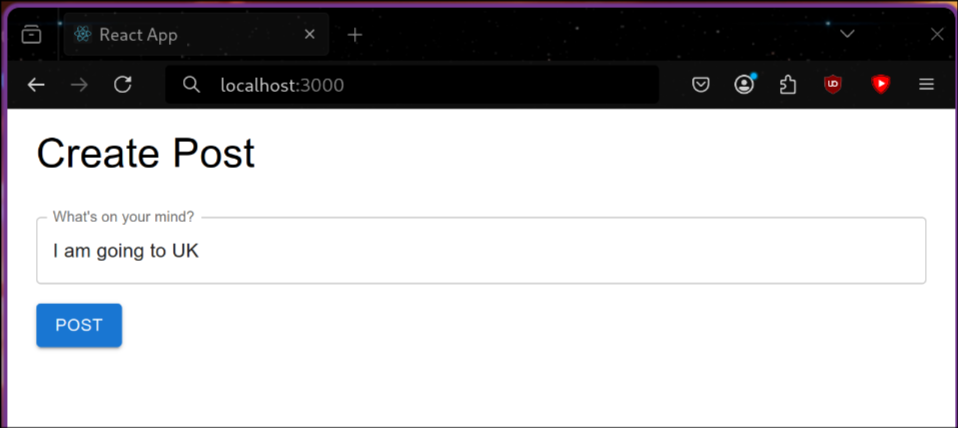 React App
localhost:3000
Create Post
What's on your mind?
I am going to UK
POST